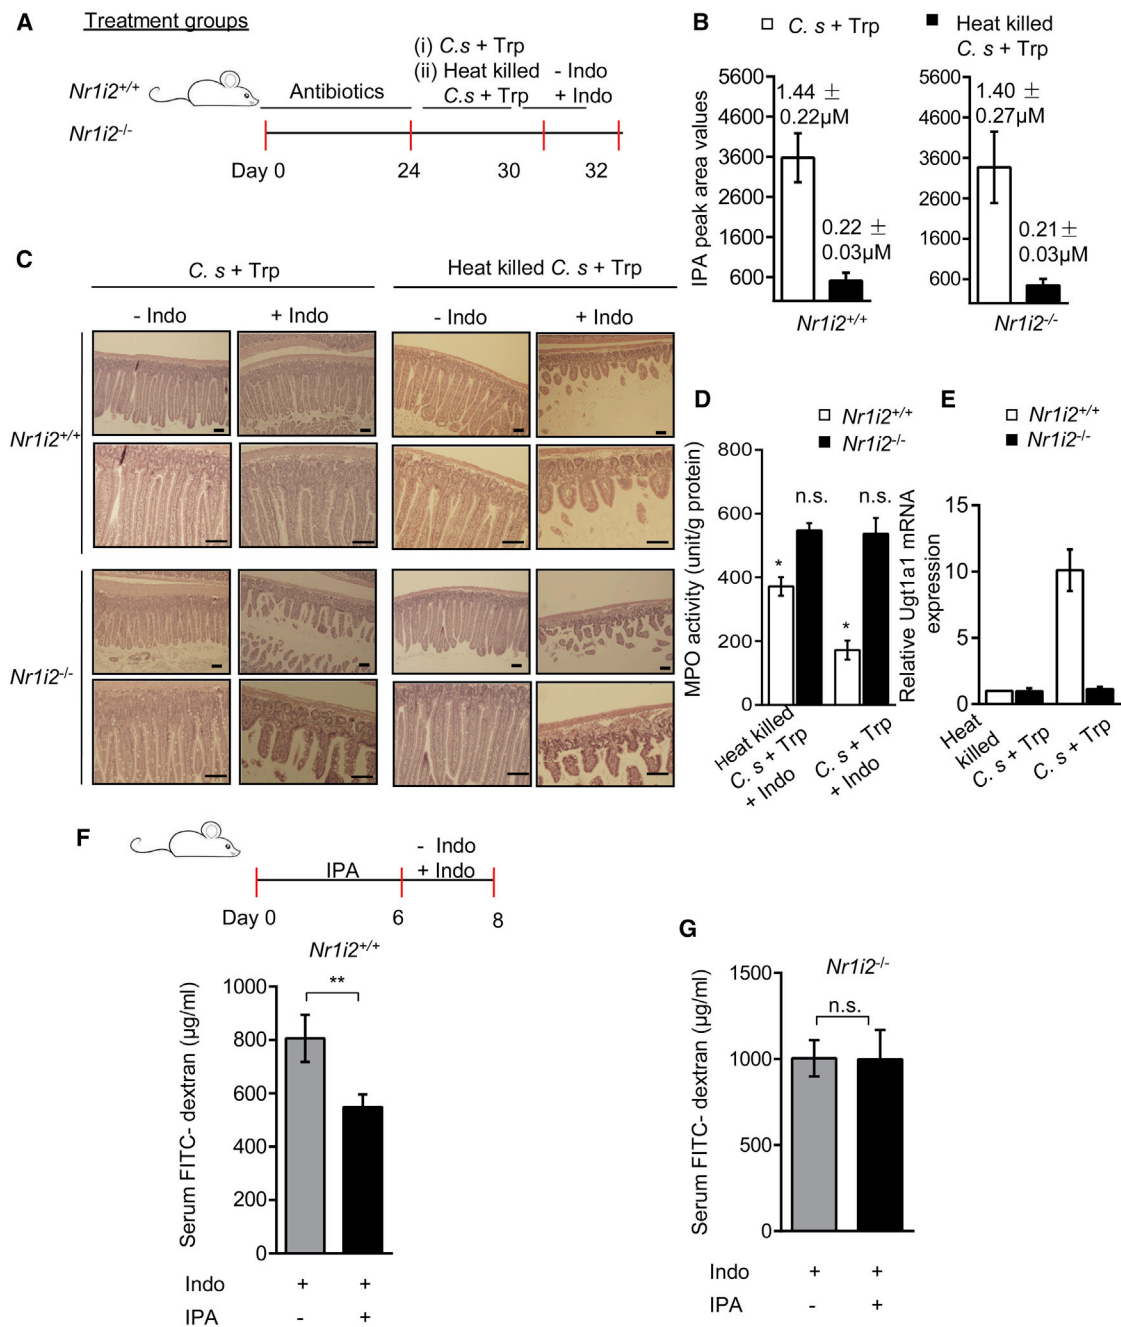 A
Treatment groups
Nr1i2+/+
Nr1i2-/-
Antibiotics
(i) C.s + Trp
(ii) Heat killed
C.s + Trp
- Indo
+ Indo
Day 0
24
30
32
B
C. s + Trp
Heat killed
C. s + Trp
IPA peak area values
5600
4600
3600
2600
1600
600
1.44 ±
0.22µM
0.22 ±
0.03µM
Nr1i2+/+
5600
4600
3600
2600
1600
600
1.40 ±
0.27µM
0.21 ±
0.03µM
Nr1i2-/-
C
C. s + Trp
Heat killed C. s + Trp
- Indo
+ Indo
- Indo
+ Indo
Nr1i2+/+
Nr1i2-/-
D
Nr1i2+/+
Nr1i2-/-
MPO activity (unit/g protein)
800
600
400
200
0
*
n.s.
*
n.s.
Heat killed
C. s + Trp
+ Indo
C. s + Trp
+ Indo
E
Nr1i2+/+
Nr1i2-/-
Relative Ugt1a1 mRNA
expression
15
10
5
0
Heat
killed
C. s + Trp
C. s + Trp
F
IPA
- Indo
+ Indo
Day 0
6
8
Nr1i2+/+
Serum FITC- dextran (µg/ml)
1000
800
600
400
200
0
**
Indo + +
IPA - +
G
Nr1i2-/-
Serum FITC- dextran (µg/ml)
1500
1000
500
0
n.s.
Indo + +
IPA - +